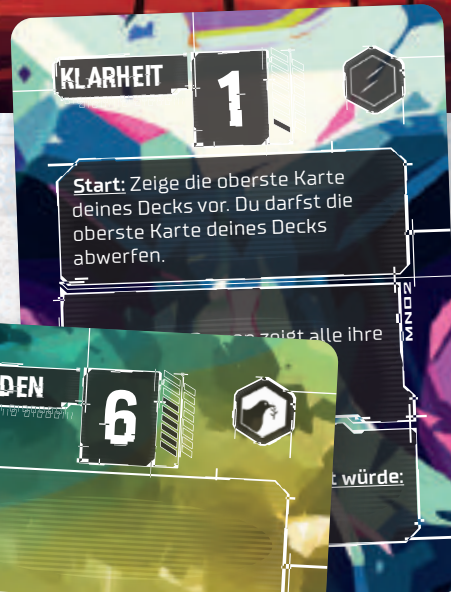 KLARHEIT
1
Start: Zeige die oberste Karte
deines Decks vor. Du darfst die
oberste Karte deines Decks
abwerfen.
zeigt alle ihre
MN02
DEN
6
würde: